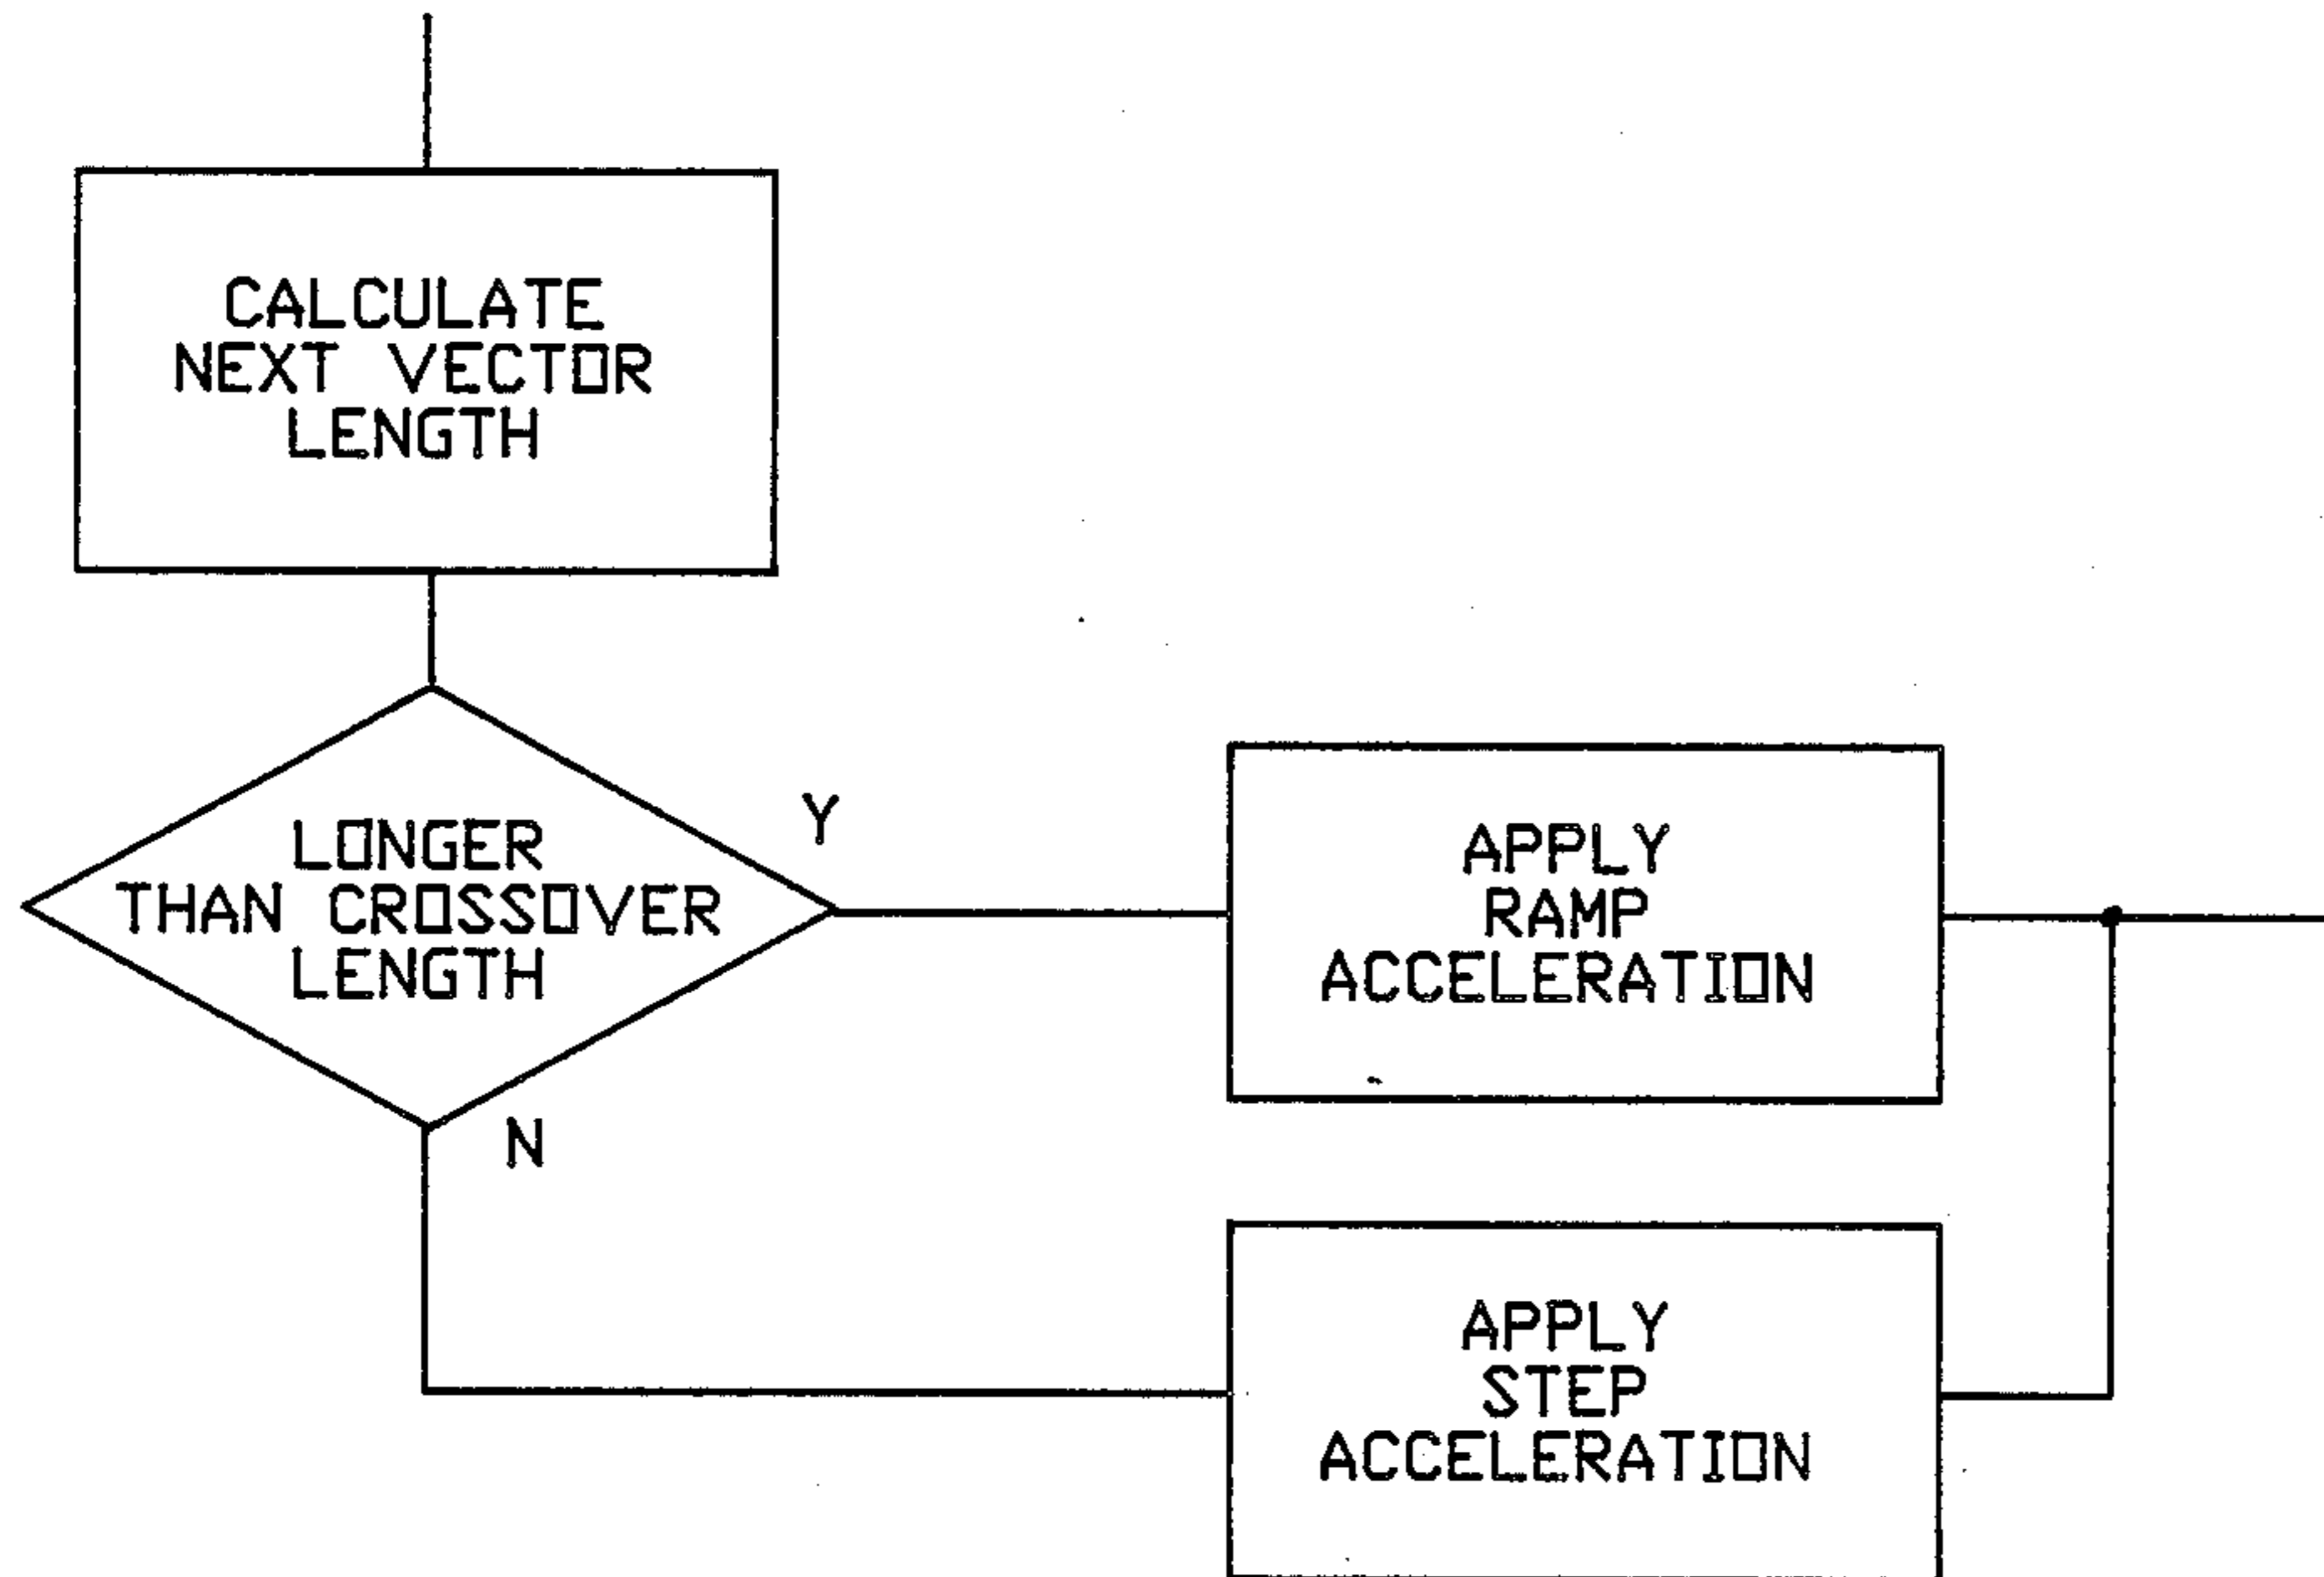 CALCULATE
NEXT VECTOR
LENGTH
LONGER
THAN CROSSOVER
LENGTH
Y
N
APPLY
RAMP
ACCELERATION
APPLY
STEP
ACCELERATION